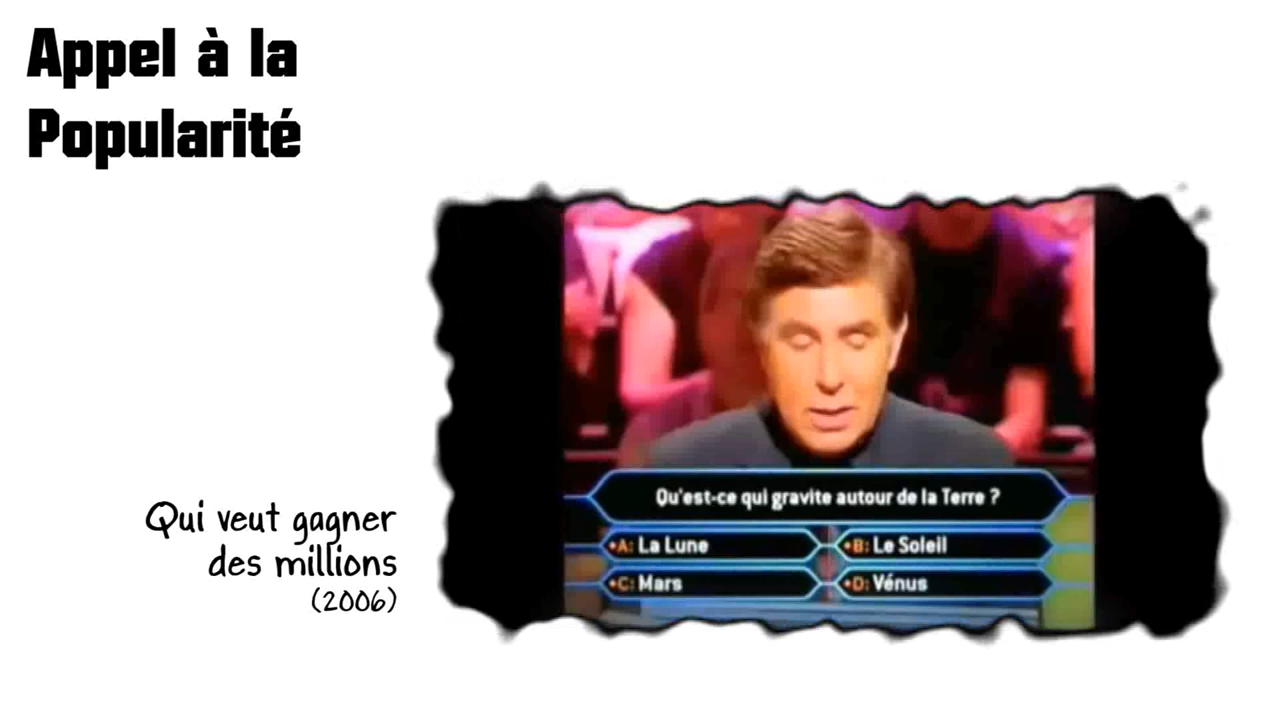 Appel à la
Popularité
Qu'est-ce qui gravite autour de la Terre ?
•A: La Lune
•B: Le Soleil
•C: Mars
•D: Vénus
Qui veut gagner
des millions
(2006)